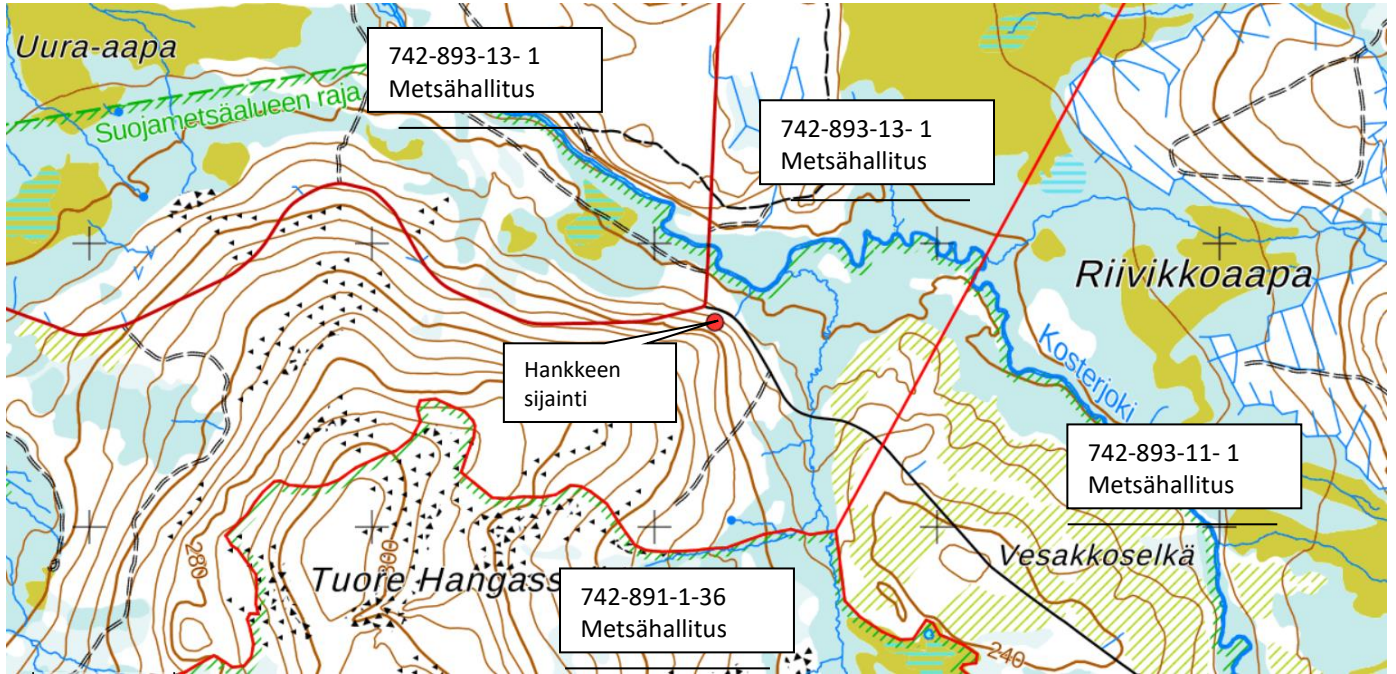 Uura-aapa
742-893-13- 1
Metsähallitus
Suojametsäalueen raja
742-893-13- 1
Metsähallitus
Riivikkoaapa
Hankkeen
sijainti
Kosterjoki
742-893-11- 1
Metsähallitus
280
300
Tuore Hangass
Vesakkoselkä
742-891-1-36
Metsähallitus
240